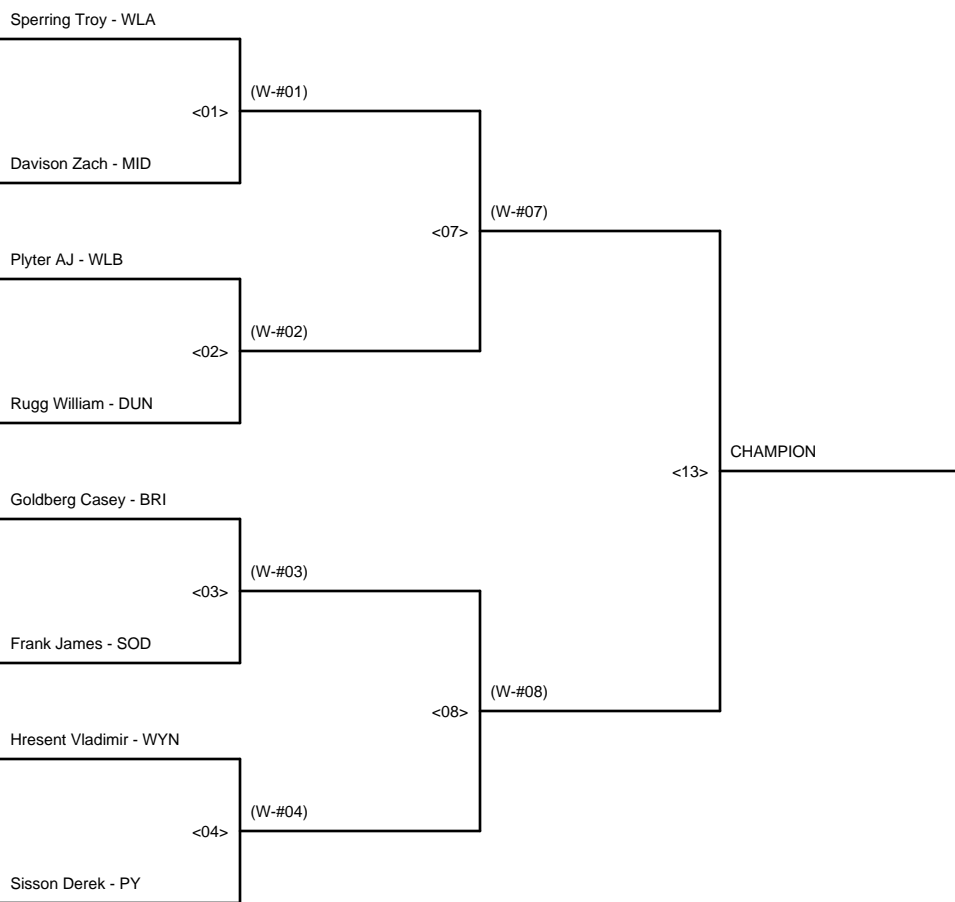 Sperring Troy - WLA
(W-#01)
<01>
Davison Zach - MID
(W-#07)
<07>
Plyter AJ - WLB
(W-#02)
<02>
Rugg William - DUN
CHAMPION
<13>
Goldberg Casey - BRI
(W-#03)
<03>
Frank James - SOD
(W-#08)
<08>
Hresent Vladimir - WYN
(W-#04)
<04>
Sisson Derek - PY